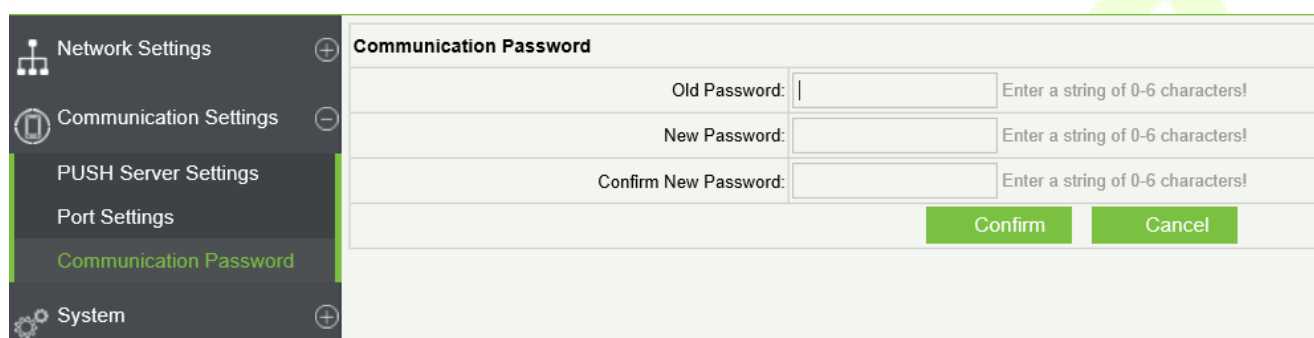 Network Settings
Communication Settings
PUSH Server Settings
Port Settings
Communication Password
System
Communication Password
Old Password: Enter a string of 0-6 characters!
New Password: Enter a string of 0-6 characters!
Confirm New Password: Enter a string of 0-6 characters!
Confirm Cancel